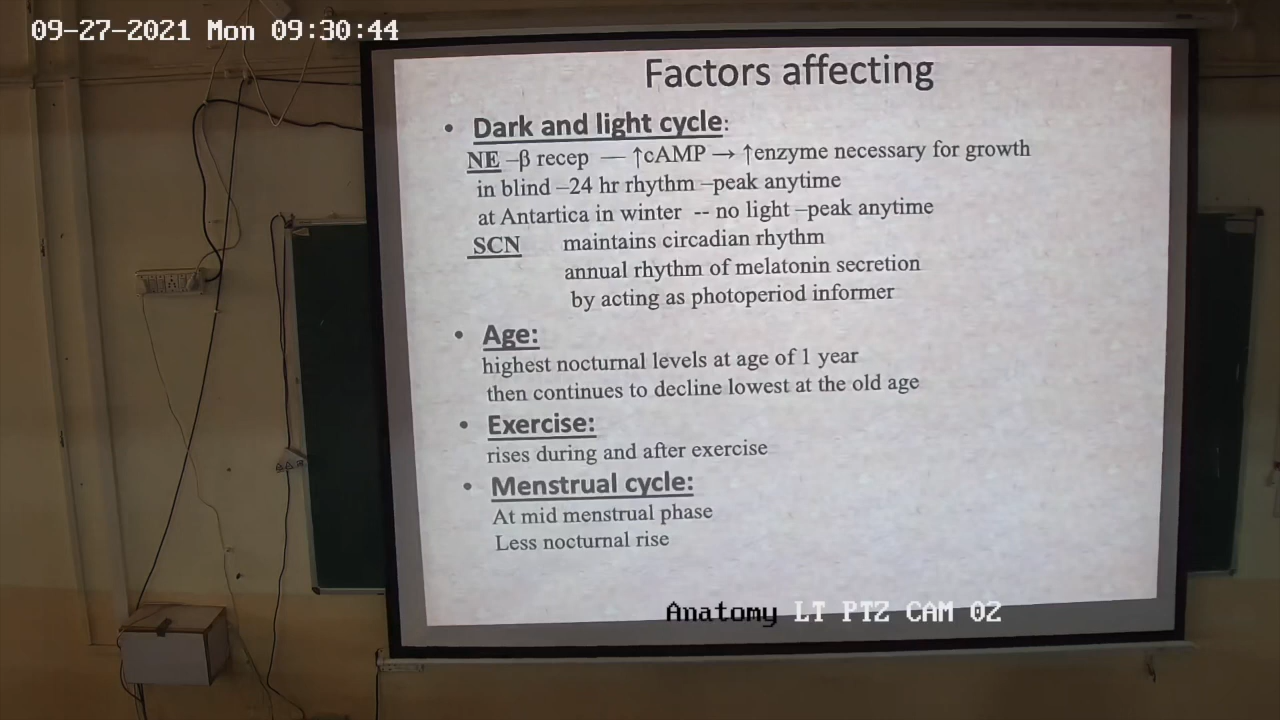 09-27-2021 Mon 09:30:44
Factors affecting
• Dark and light cycle:
NE –β recep — ↑cAMP → ↑enzyme necessary for growth
in blind –24 hr rhythm –peak anytime
at Antartica in winter -- no light –peak anytime
SCN maintains circadian rhythm
annual rhythm of melatonin secretion
by acting as photoperiod informer
• Age:
highest nocturnal levels at age of 1 year
then continues to decline lowest at the old age
• Exercise:
rises during and after exercise
• Menstrual cycle:
At mid menstrual phase
Less nocturnal rise
Anatomy LT PTZ CAM 02